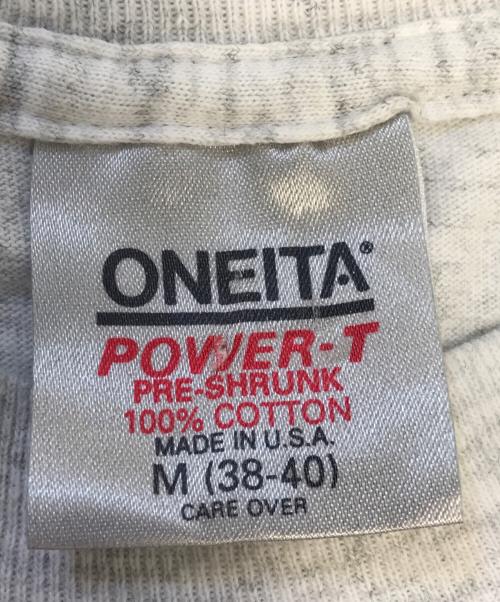 ONEITA®
POWER-T
PRE-SHRUNK
100% COTTON
MADE IN U.S.A.
M (38-40)
CARE OVER